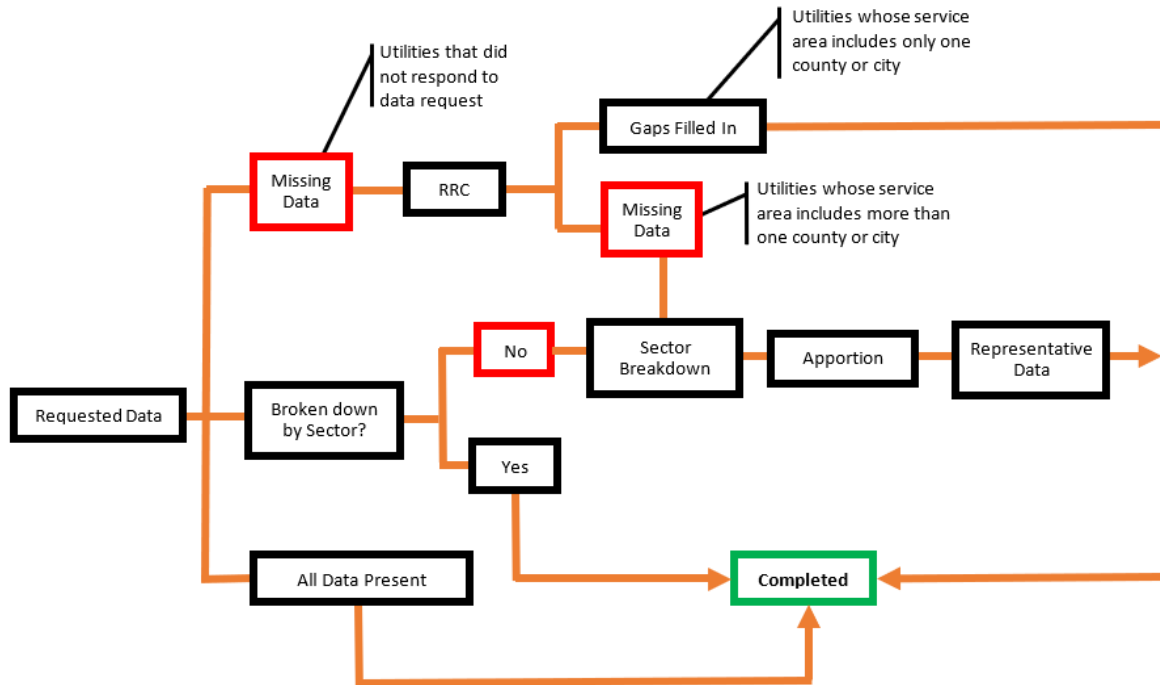 Utilities whose service
area includes only one
county or city
Utilities that did
not respond to
data request
Gaps Filled In
Missing
Data
RRC
Missing
Data
Utilities whose service
area includes more than
one county or city
No
Sector
Breakdown
Apportion
Representative
Data
Requested Data
Broken down
by Sector?
Yes
All Data Present
Completed